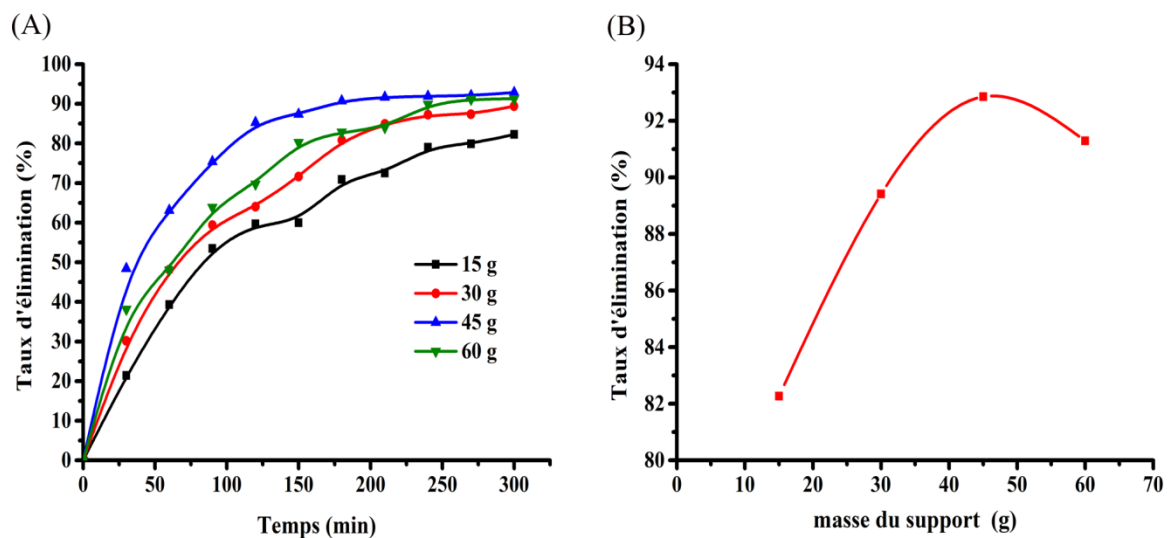 (A)
Taux d'élimination (%)
100
90
80
70
60
50
40
30
20
10
0
0 50 100 150 200 250 300
Temps (min)
15 g
30 g
45 g
60 g
(B)
Taux d'élimination (%)
94
92
90
88
86
84
82
80
0 10 20 30 40 50 60 70
masse du support (g)